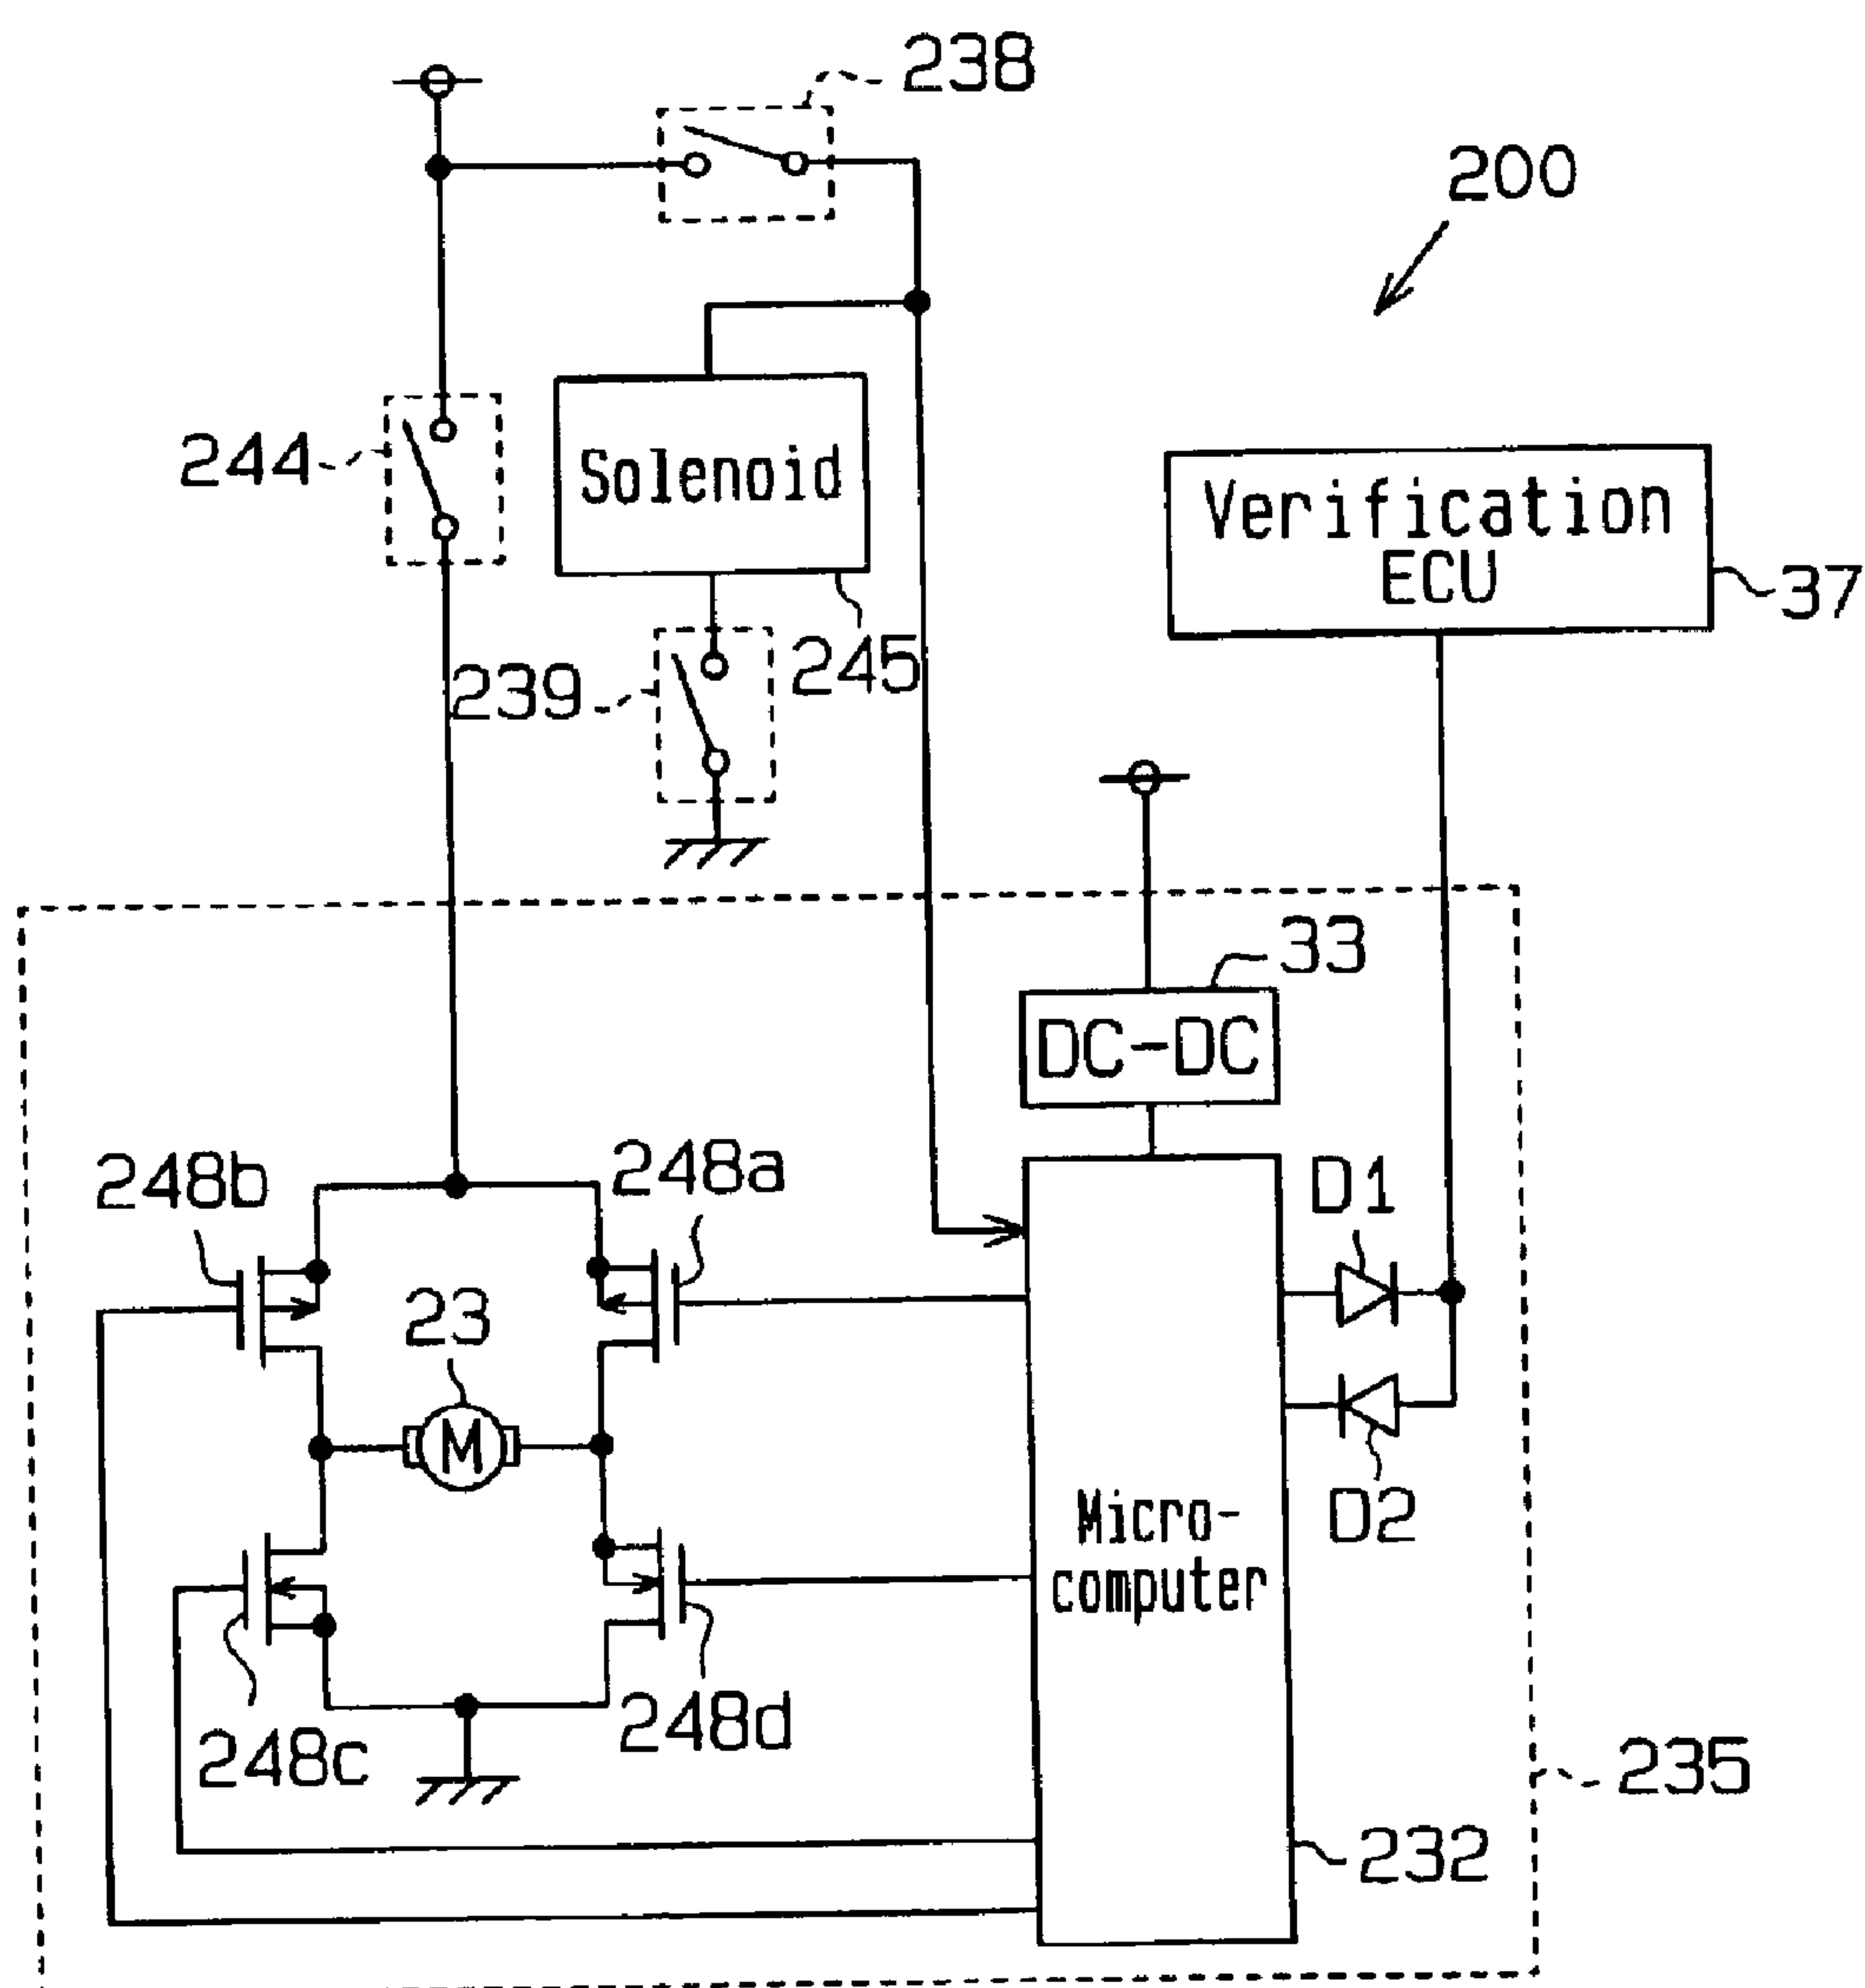 238
200
244
Solenoid
Verification
ECU
37
239
245
33
DC-DC
248b
248a
D1
23
M
D2
Micro-
computer
248c
248d
235
232